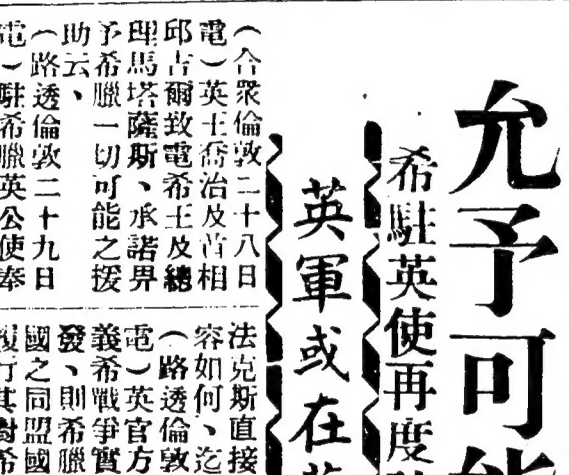 允予可能
希駐英使再度
英軍或在
（合衆倫敦二十八日
電）英王喬治及首相
邱吉爾致電希王及總
理馬塔薩斯、承諾畀
予希臘一切可能之援
助云、
（路透倫敦二十九日
電）駐希臘英公使奉
法克斯直接
容如何、迄
（路透倫敦
電）英官方
義希戰爭實
發、則希臘
國之同盟國
履行其對希